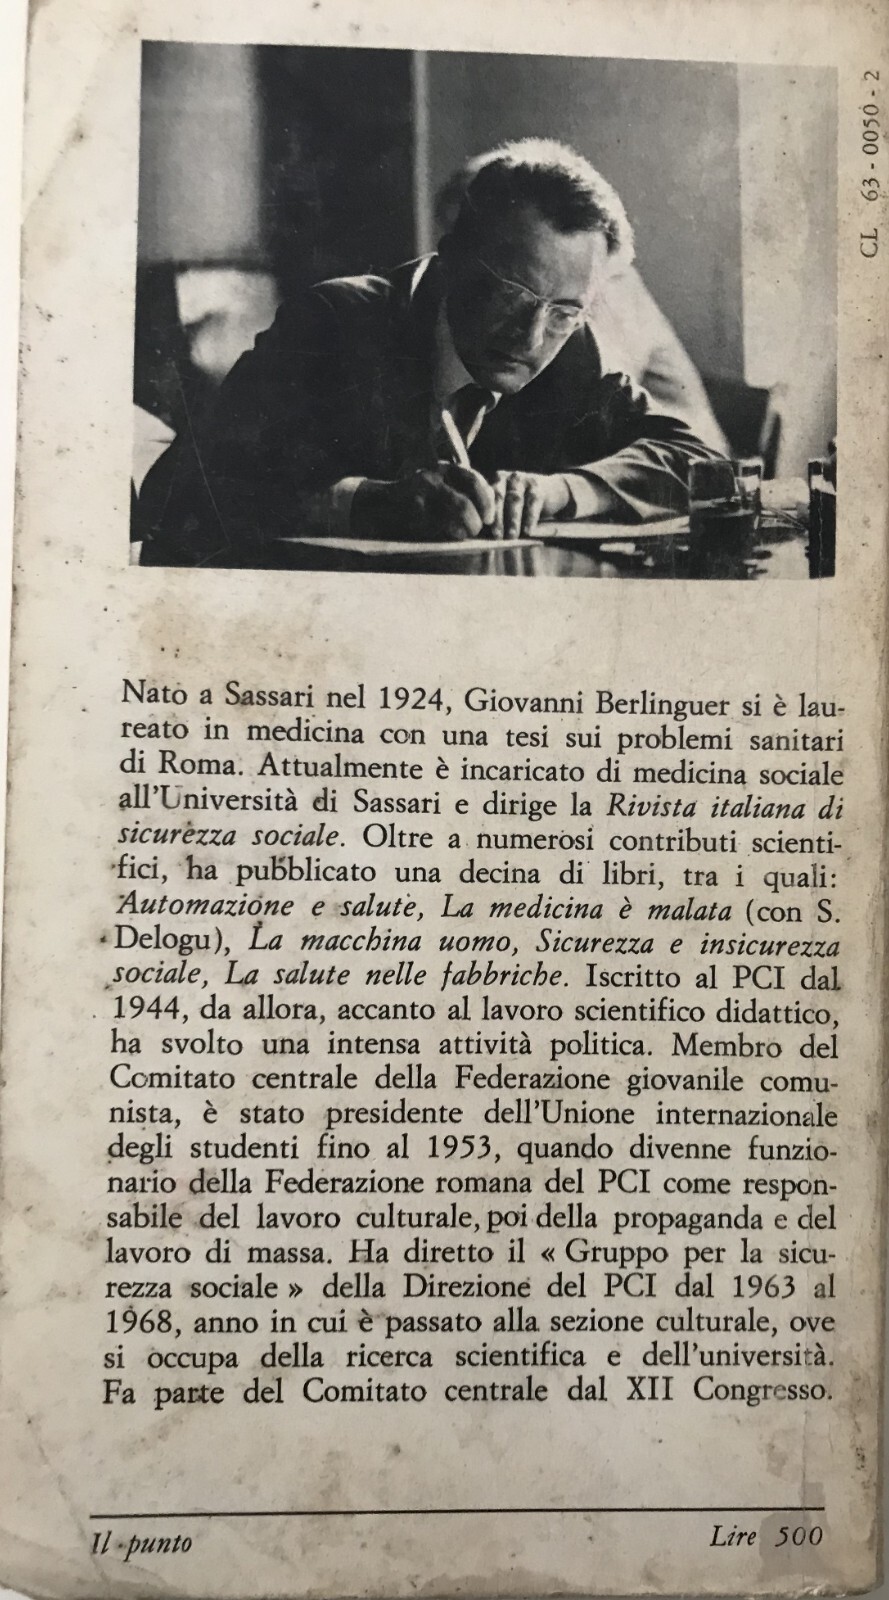 CL 63 - 0050 - 2
Nato a Sassari nel 1924, Giovanni Berlinguer si è lau-
reato in medicina con una tesi sui problemi sanitari
di Roma. Attualmente è incaricato di medicina sociale
all'Università di Sassari e dirige la Rivista italiana di
sicurezza sociale. Oltre a numerosi contributi scienti-
fici, ha pubblicato una decina di libri, tra i quali:
Automazione e salute, La medicina è malata (con S.
Delogu), La macchina uomo, Sicurezza e insicurezza
sociale, La salute nelle fabbriche. Iscritto al PCI dal
1944, da allora, accanto al lavoro scientifico didattico,
ha svolto una intensa attività politica. Membro del
Comitato centrale della Federazione giovanile comu-
nista, è stato presidente dell'Unione internazionale
degli studenti fino al 1953, quando divenne funzio-
nario della Federazione romana del PCI come respon-
sabile del lavoro culturale, poi della propaganda e del
lavoro di massa. Ha diretto il « Gruppo per la sicu-
rezza sociale » della Direzione del PCI dal 1963 al
1968, anno in cui è passato alla sezione culturale, ove
si occupa della ricerca scientifica e dell'università.
Fa parte del Comitato centrale dal XII Congresso.
Il punto
Lire 500